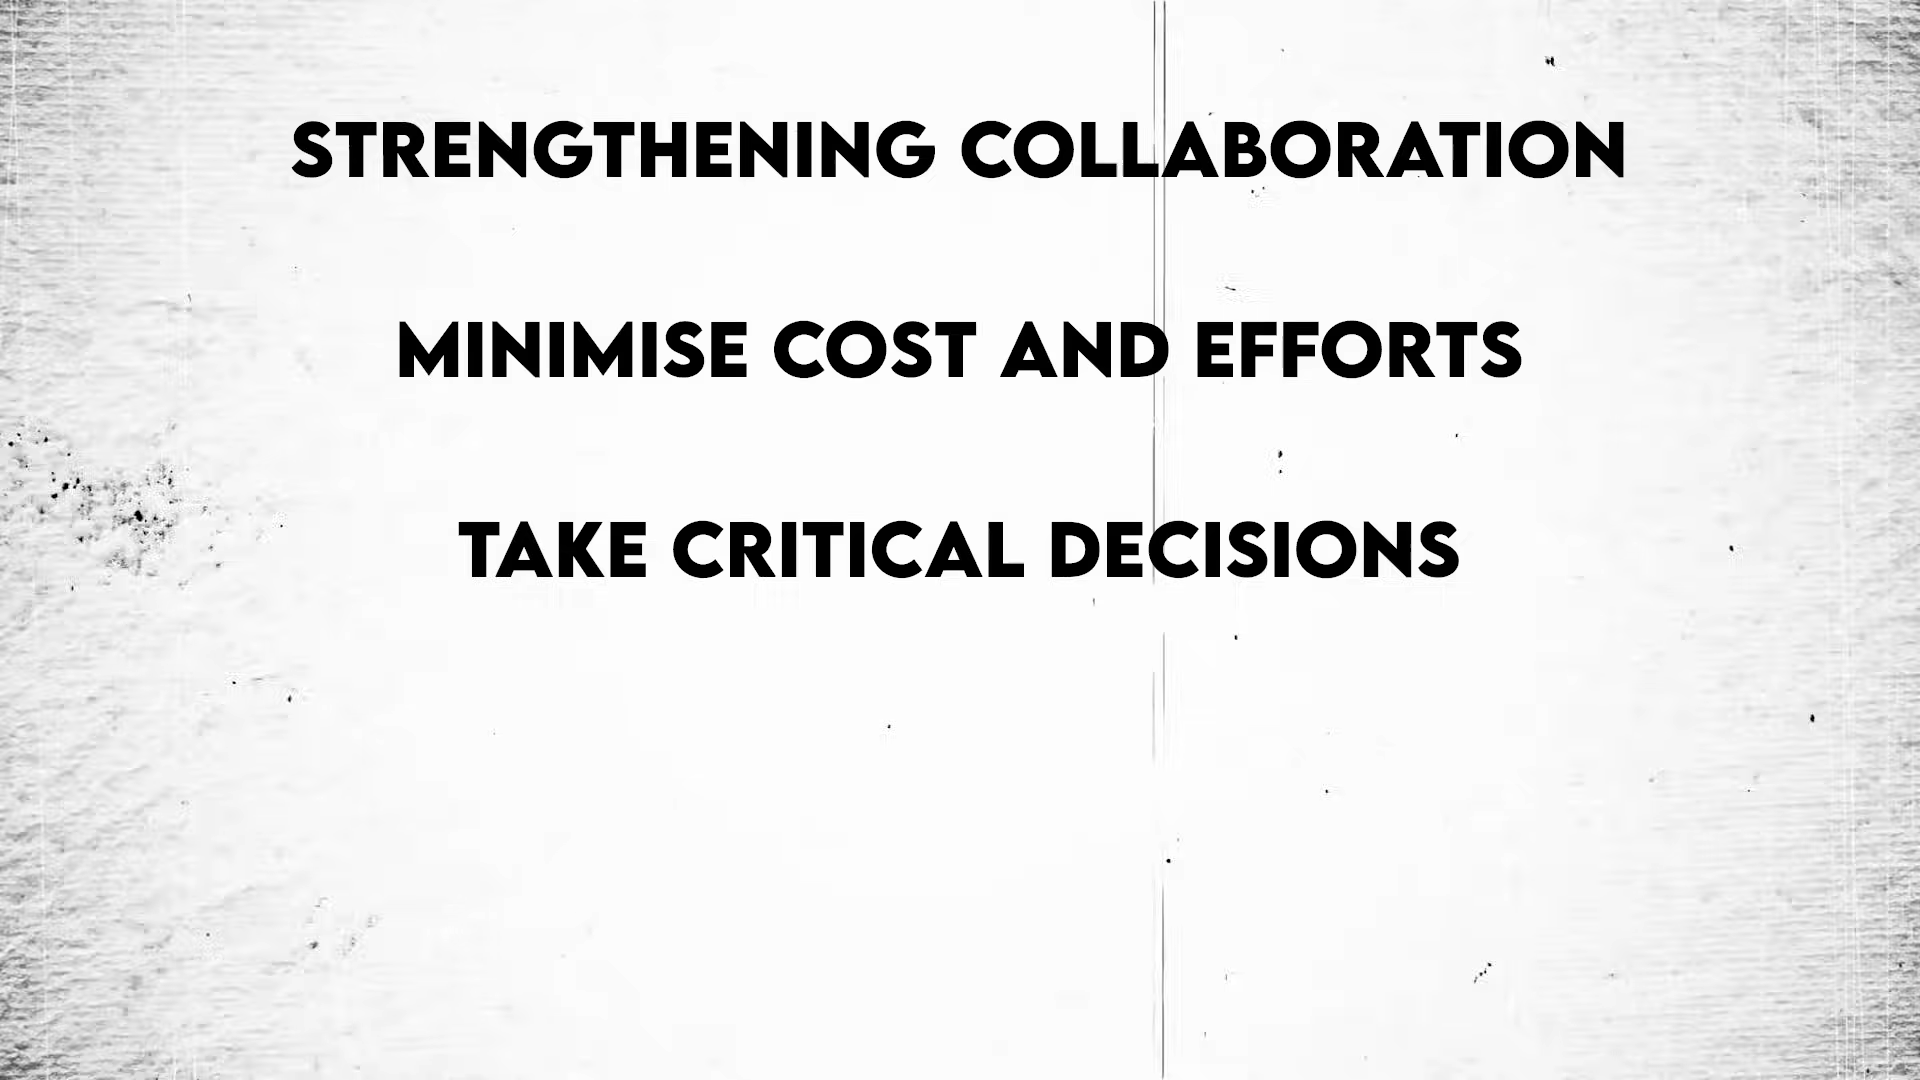 STRENGTHENING COLLABORATION
MINIMISE COST AND EFFORTS
TAKE CRITICAL DECISIONS